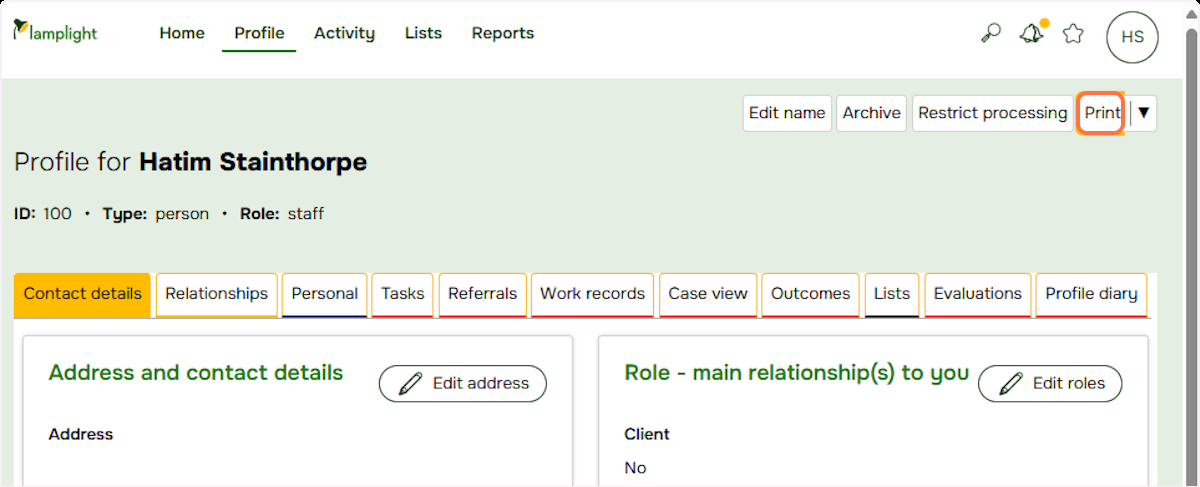 lamplight Home Profile Activity Lists Reports HS
Edit name Archive Restrict processing Print ▼
Profile for Hatim Stainthorpe
ID: 100 • Type: person • Role: staff
Contact details Relationships Personal Tasks Referrals Work records Case view Outcomes Lists Evaluations Profile diary
Address and contact details Edit address
Address
Role - main relationship(s) to you Edit roles
Client
No